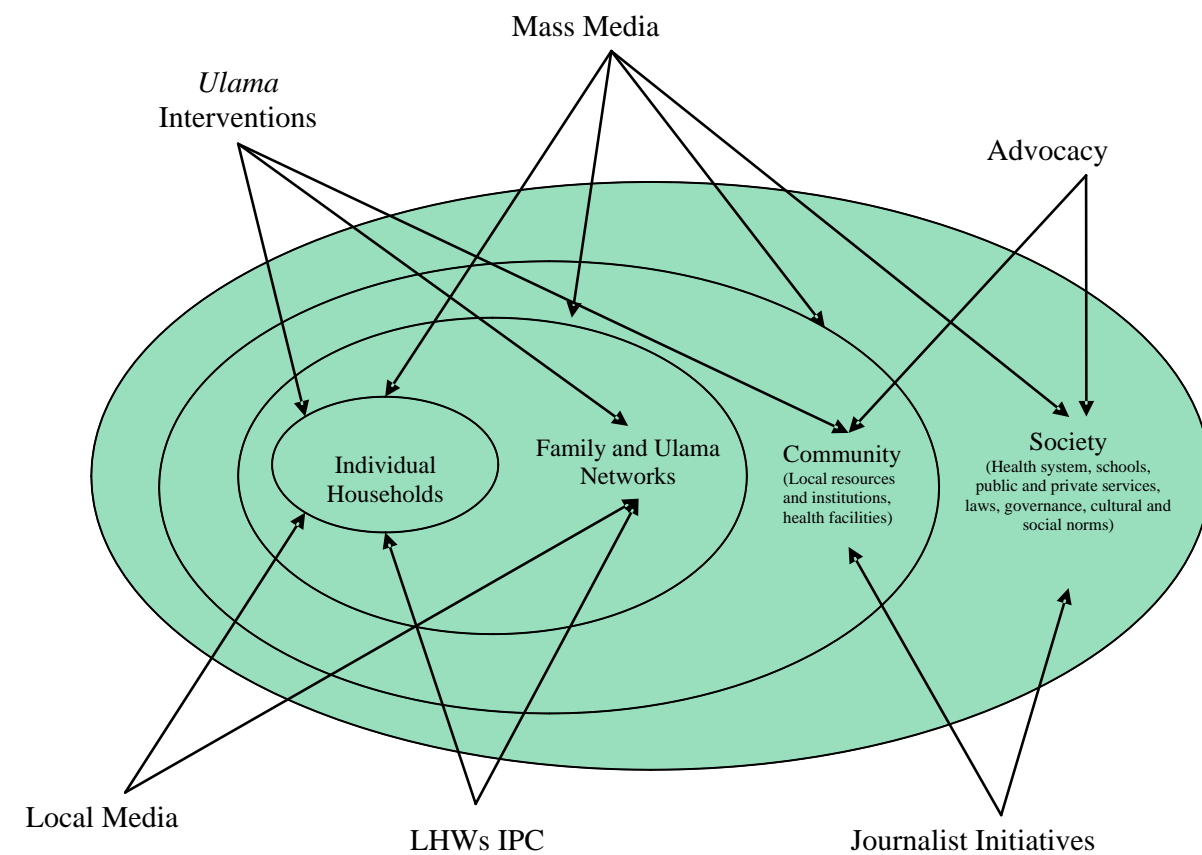 Mass Media
Ulama
Interventions
Advocacy
Individual
Households
Family and Ulama
Networks
Community
(Local resources
and institutions,
health facilities)
Society
(Health system, schools,
public and private services,
laws, governance, cultural and
social norms)
Local Media
LHWs IPC
Journalist Initiatives